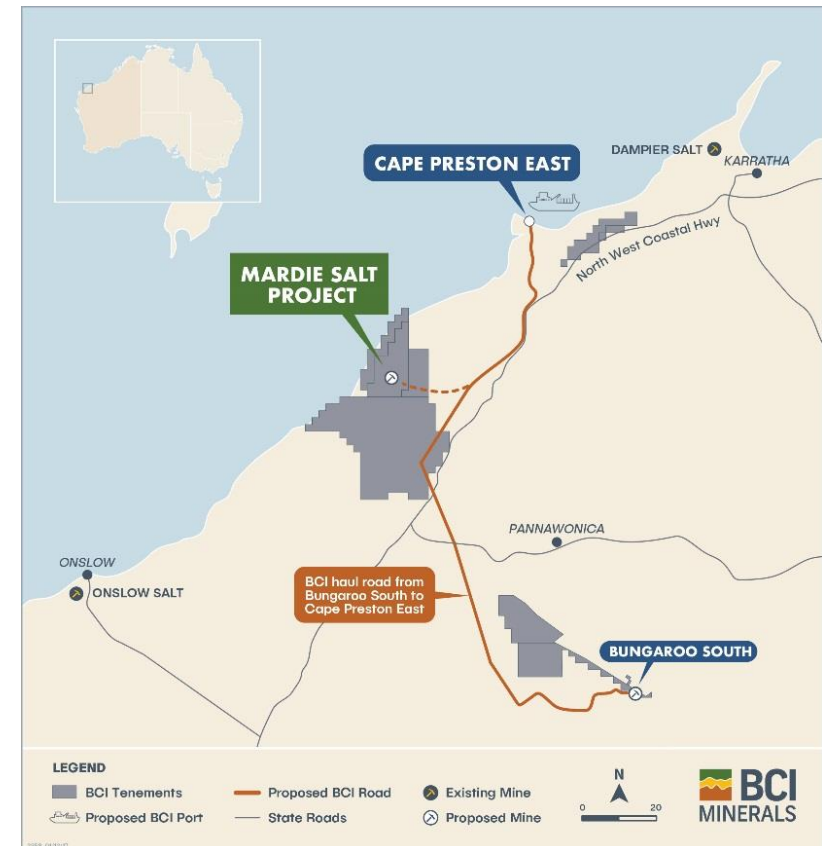 DAMPIER SALT
KARRATHA
CAPE PRESTON EAST
North West Coastal Hwy
MARDIE SALT
PROJECT
PANNAWONICA
ONSLOW
ONSLOW SALT
BCI haul road from
Bungaroo South to
Cape Preston East
BUNGAROO SOUTH
LEGEND
BCI Tenements
Proposed BCI Road
Existing Mine
Proposed BCI Port
State Roads
Proposed Mine
N
0 20
BCI
MINERALS